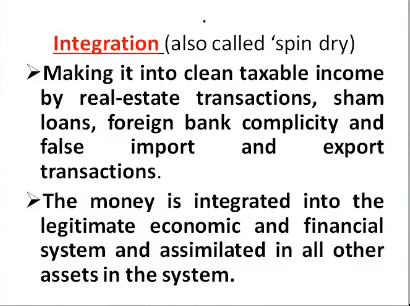 .
Integration (also called ‘spin dry)
➢Making it into clean taxable income
by real-estate transactions, sham
loans, foreign bank complicity and
false import and export
transactions.
➢The money is integrated into the
legitimate economic and financial
system and assimilated in all other
assets in the system.